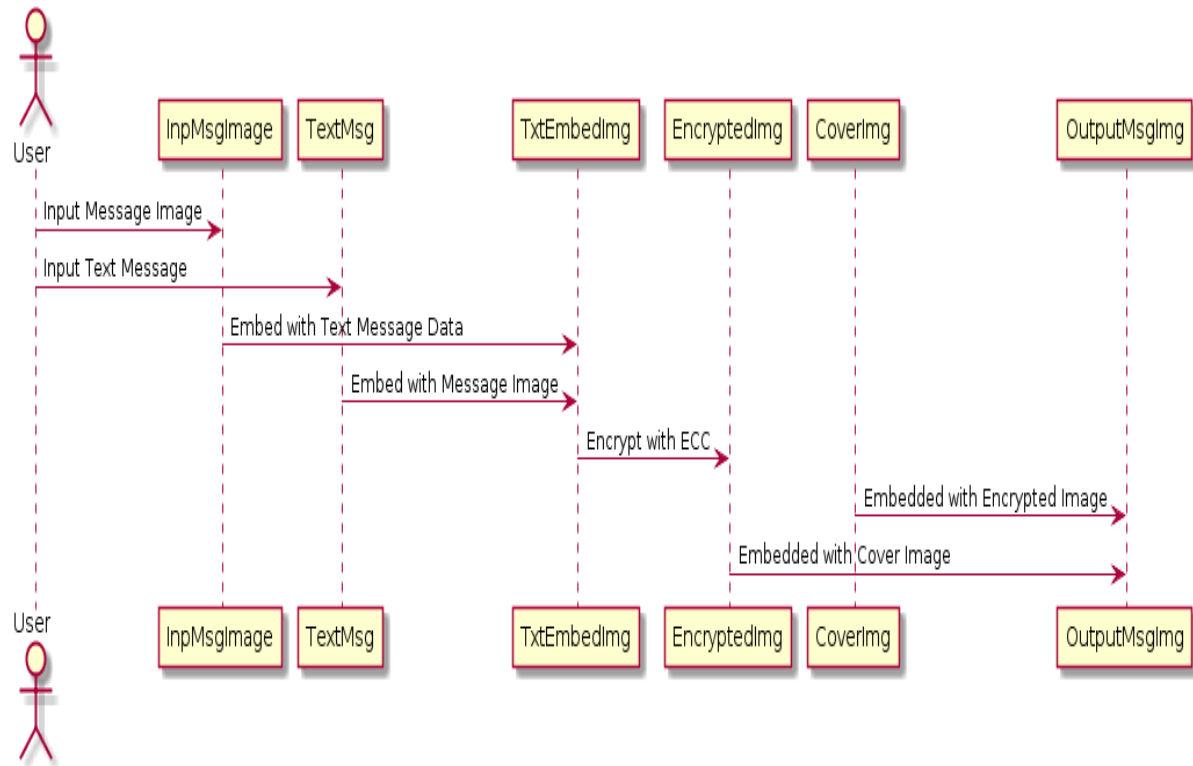 User
InpMsgImage
TextMsg
TxtEmbedImg
EncryptedImg
CoverImg
OutputMsgImg
Input Message Image
Input Text Message
Embed with Text Message Data
Embed with Message Image
Encrypt with ECC
Embedded with Encrypted Image
Embedded with Cover Image
User
InpMsgImage
TextMsg
TxtEmbedImg
EncryptedImg
CoverImg
OutputMsgImg